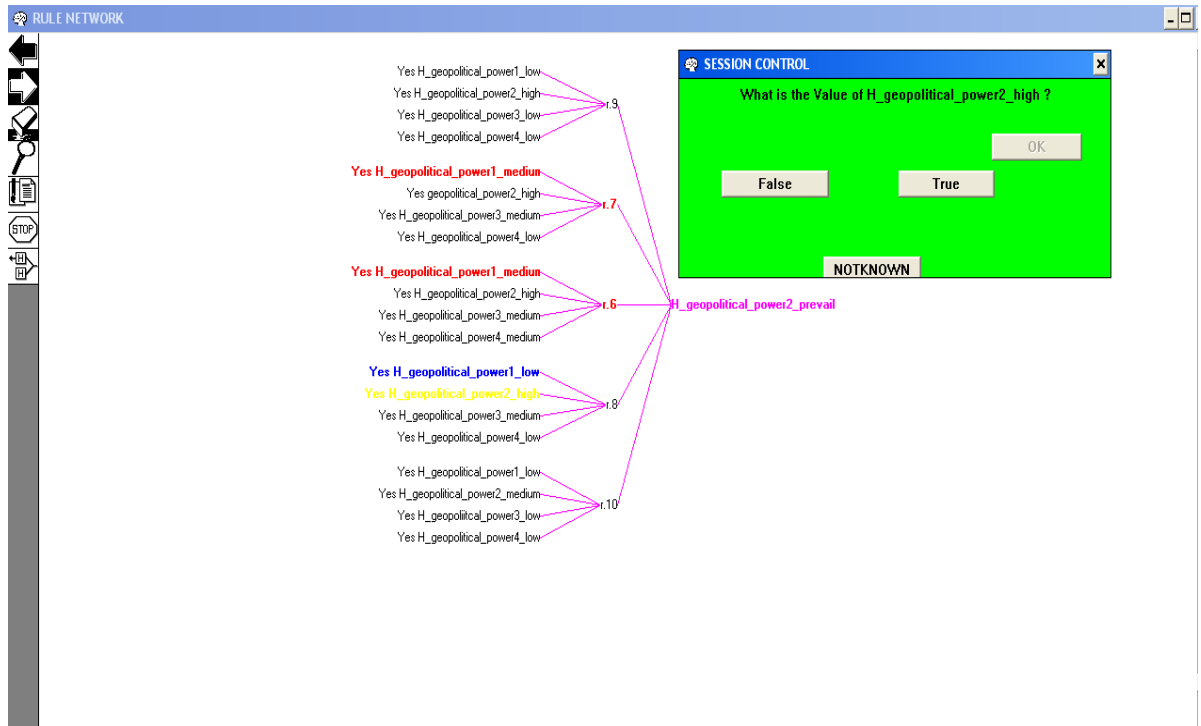 RULE NETWORK
SESSION CONTROL
What is the Value of H_geopolitical_power2_high ?
OK
False True
NOTKNOWN
STOP
H
H
Yes H_geopolitical_power1_low
Yes H_geopolitical_power2_high
Yes H_geopolitical_power3_low
Yes H_geopolitical_power4_low
r.9
Yes H_geopolitical_power1_mediun
Yes geopolitical_power2_high
Yes H_geopolitical_power3_medium
Yes H_geopolitical_power4_low
r.7
Yes H_geopolitical_power1_mediun
Yes H_geopolitical_power2_high
Yes H_geopolitical_power3_medium
Yes H_geopolitical_power4_medium
r.6
H_geopolitical_power2_prevail
Yes H_geopolitical_power1_low
Yes H_geopolitical_power2_high
Yes H_geopolitical_power3_medium
Yes H_geopolitical_power4_low
r.8
Yes H_geopolitical_power1_low
Yes H_geopolitical_power2_medium
Yes H_geopoliitcal_power3_low
Yes H_geopolitical_power4_low
r.10